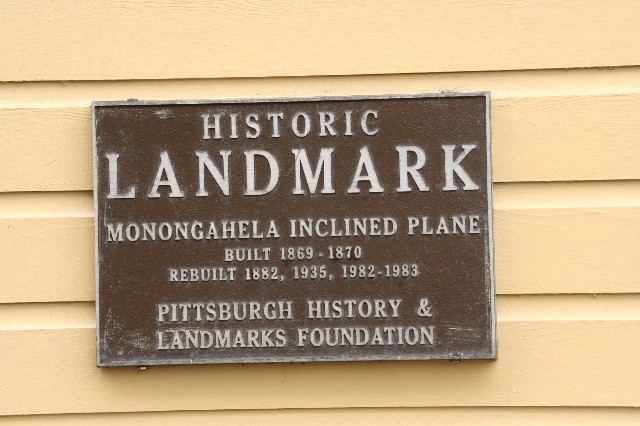 HISTORIC
LANDMARK
MONONGAHELA INCLINED PLANE
BUILT 1869 - 1870
REBUILT 1882, 1935, 1982-1983
PITTSBURGH HISTORY &
LANDMARKS FOUNDATION